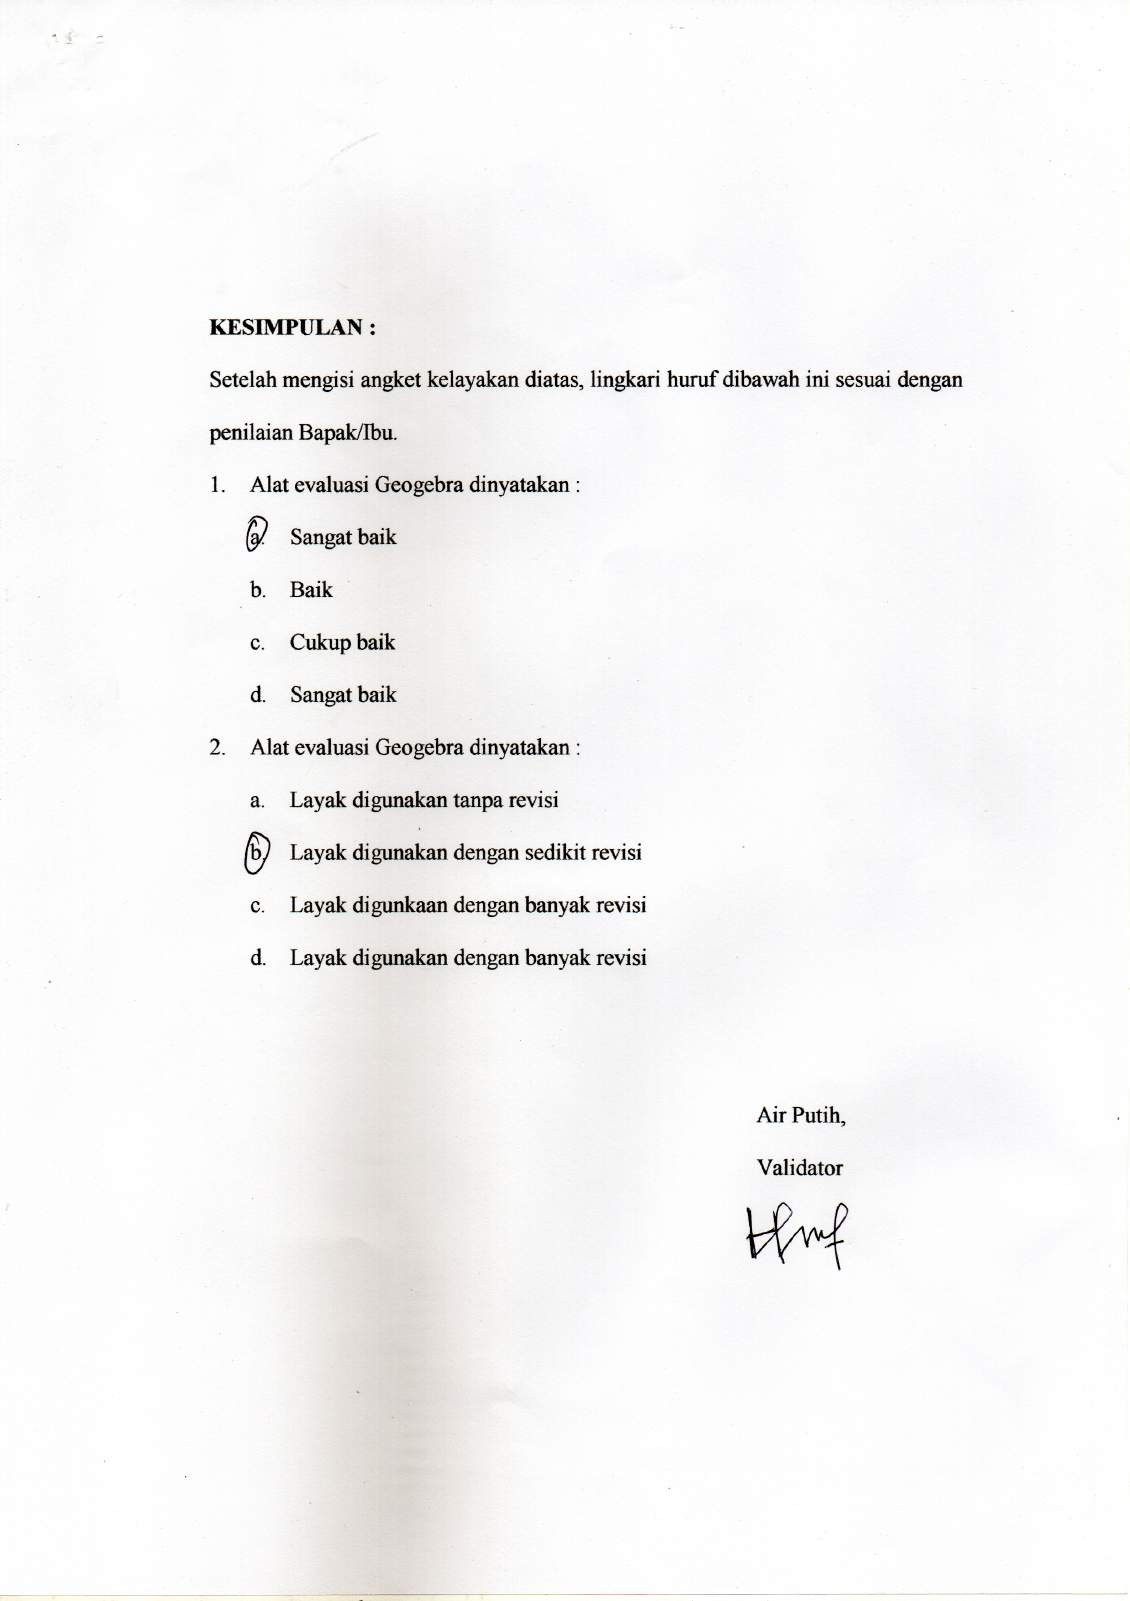 KESIMPULAN :
Setelah mengisi angket kelayakan diatas, lingkari huruf dibawah ini sesuai dengan
penilaian Bapak/Ibu.
1. Alat evaluasi Geogebra dinyatakan :
a. Sangat baik
b. Baik
c. Cukup baik
d. Sangat baik
2. Alat evaluasi Geogebra dinyatakan :
a. Layak digunakan tanpa revisi
b. Layak digunakan dengan sedikit revisi
c. Layak digunkaan dengan banyak revisi
d. Layak digunakan dengan banyak revisi
Air Putih,
Validator